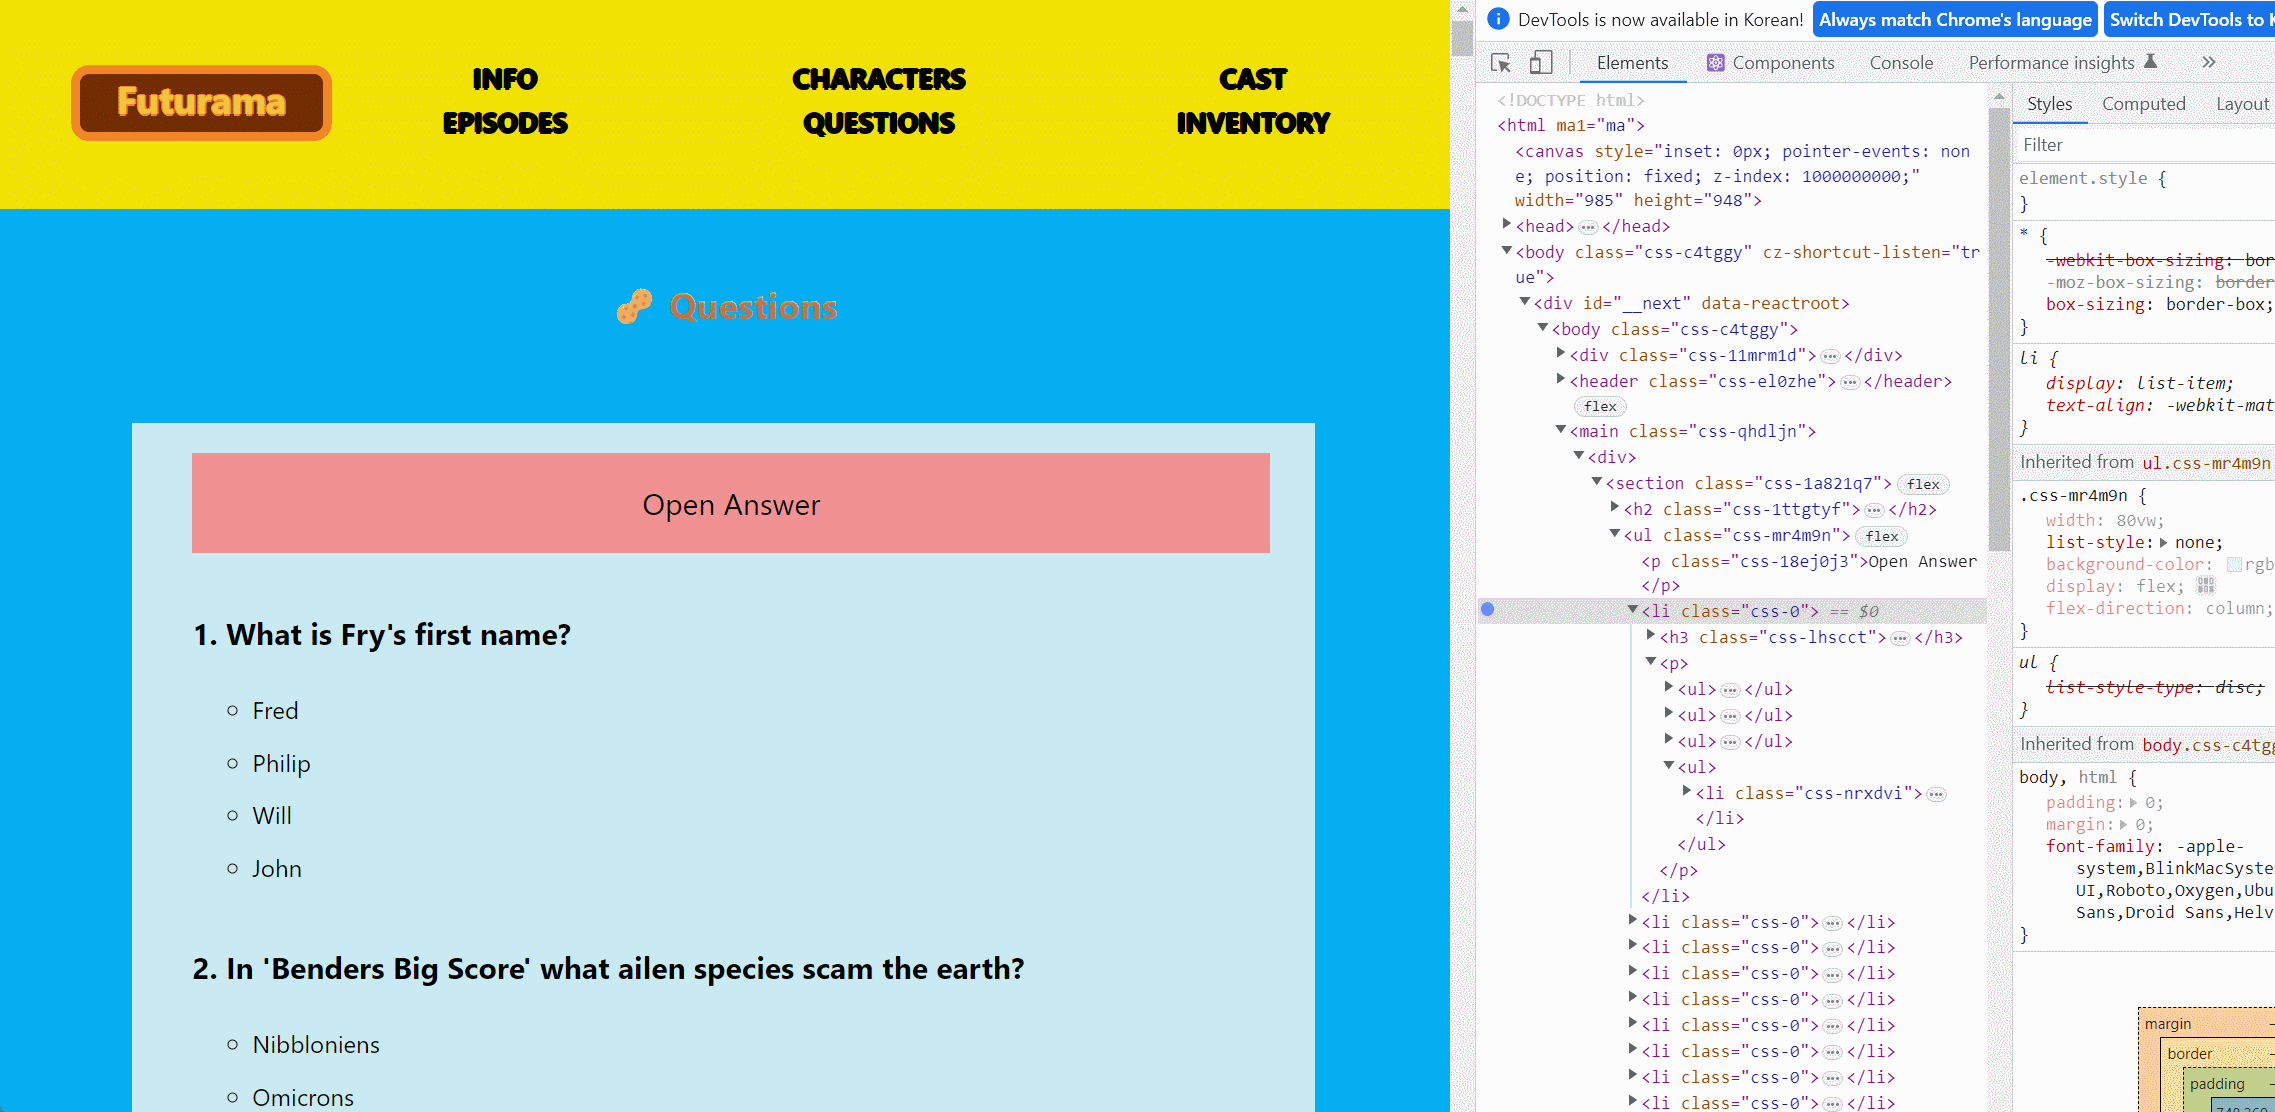 Futurama
INFO
CHARACTERS
CAST
EPISODES
QUESTIONS
INVENTORY
Questions
Open Answer
1. What is Fry's first name?
Fred
Philip
Will
John
2. In 'Benders Big Score' what ailen species scam the earth?
Nibbloniens
Omicrons
DevTools is now available in Korean!
Always match Chrome's language
Switch DevTools to K
Elements
Components
Console
Performance insights
<!DOCTYPE html>
<html ma1="ma">
<canvas style="inset: 0px; pointer-events: non
e; position: fixed; z-index: 1000000000;"
width="985" height="948">
<head>…</head>
<body class="css-c4tggy" cz-shortcut-listen="tr
ue">
<div id="__next" data-reactroot>
<body class="css-c4tggy">
<div class="css-11mrm1d">…</div>
<header class="css-el0zhe">…</header>
flex
<main class="css-qhdljn">
<div>
<section class="css-1a821q7"> flex
<h2 class="css-1ttgtyf">…</h2>
<ul class="css-mr4m9n"> flex
<p class="css-18ej0j3">Open Answer
</p>
<li class="css-0"> == $0
<h3 class="css-lhscct">…</h3>
<p>
<ul>…</ul>
<ul>…</ul>
<ul>…</ul>
<ul>
<li class="css-nrxdvi">…
</li>
</ul>
</p>
</li>
<li class="css-0">…</li>
<li class="css-0">…</li>
<li class="css-0">…</li>
<li class="css-0">…</li>
<li class="css-0">…</li>
<li class="css-0">…</li>
<li class="css-0">…</li>
<li class="css-0">…</li>
Styles
Computed
Layout
Filter
element.style {
}
* {
-webkit-box-sizing: bor
-moz-box-sizing: border
box-sizing: border-box;
}
li {
display: list-item;
text-align: -webkit-mat
}
Inherited from ul.css-mr4m9n
.css-mr4m9n {
width: 80vw;
list-style: none;
background-color: rgb
display: flex;
flex-direction: column;
}
ul {
list-style-type: disc;
}
Inherited from body.css-c4tgg
body, html {
padding: 0;
margin: 0;
font-family: -apple-
system,BlinkMacSyste
UI,Roboto,Oxygen,Ubu
Sans,Droid Sans,Helv
}
margin
border
padding